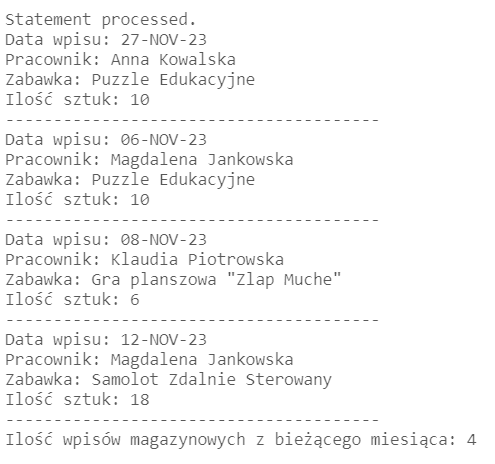 Statement processed.
Data wpisu: 27-NOV-23
Pracownik: Anna Kowalska
Zabawka: Puzzle Edukacyjne
Ilość sztuk: 10
---------------------------------------
Data wpisu: 06-NOV-23
Pracownik: Magdalena Jankowska
Zabawka: Puzzle Edukacyjne
Ilość sztuk: 10
---------------------------------------
Data wpisu: 08-NOV-23
Pracownik: Klaudia Piotrowska
Zabawka: Gra planszowa "Zlap Muche"
Ilość sztuk: 6
---------------------------------------
Data wpisu: 12-NOV-23
Pracownik: Magdalena Jankowska
Zabawka: Samolot Zdalnie Sterowany
Ilość sztuk: 18
---------------------------------------
Ilość wpisów magazynowych z bieżącego miesiąca: 4